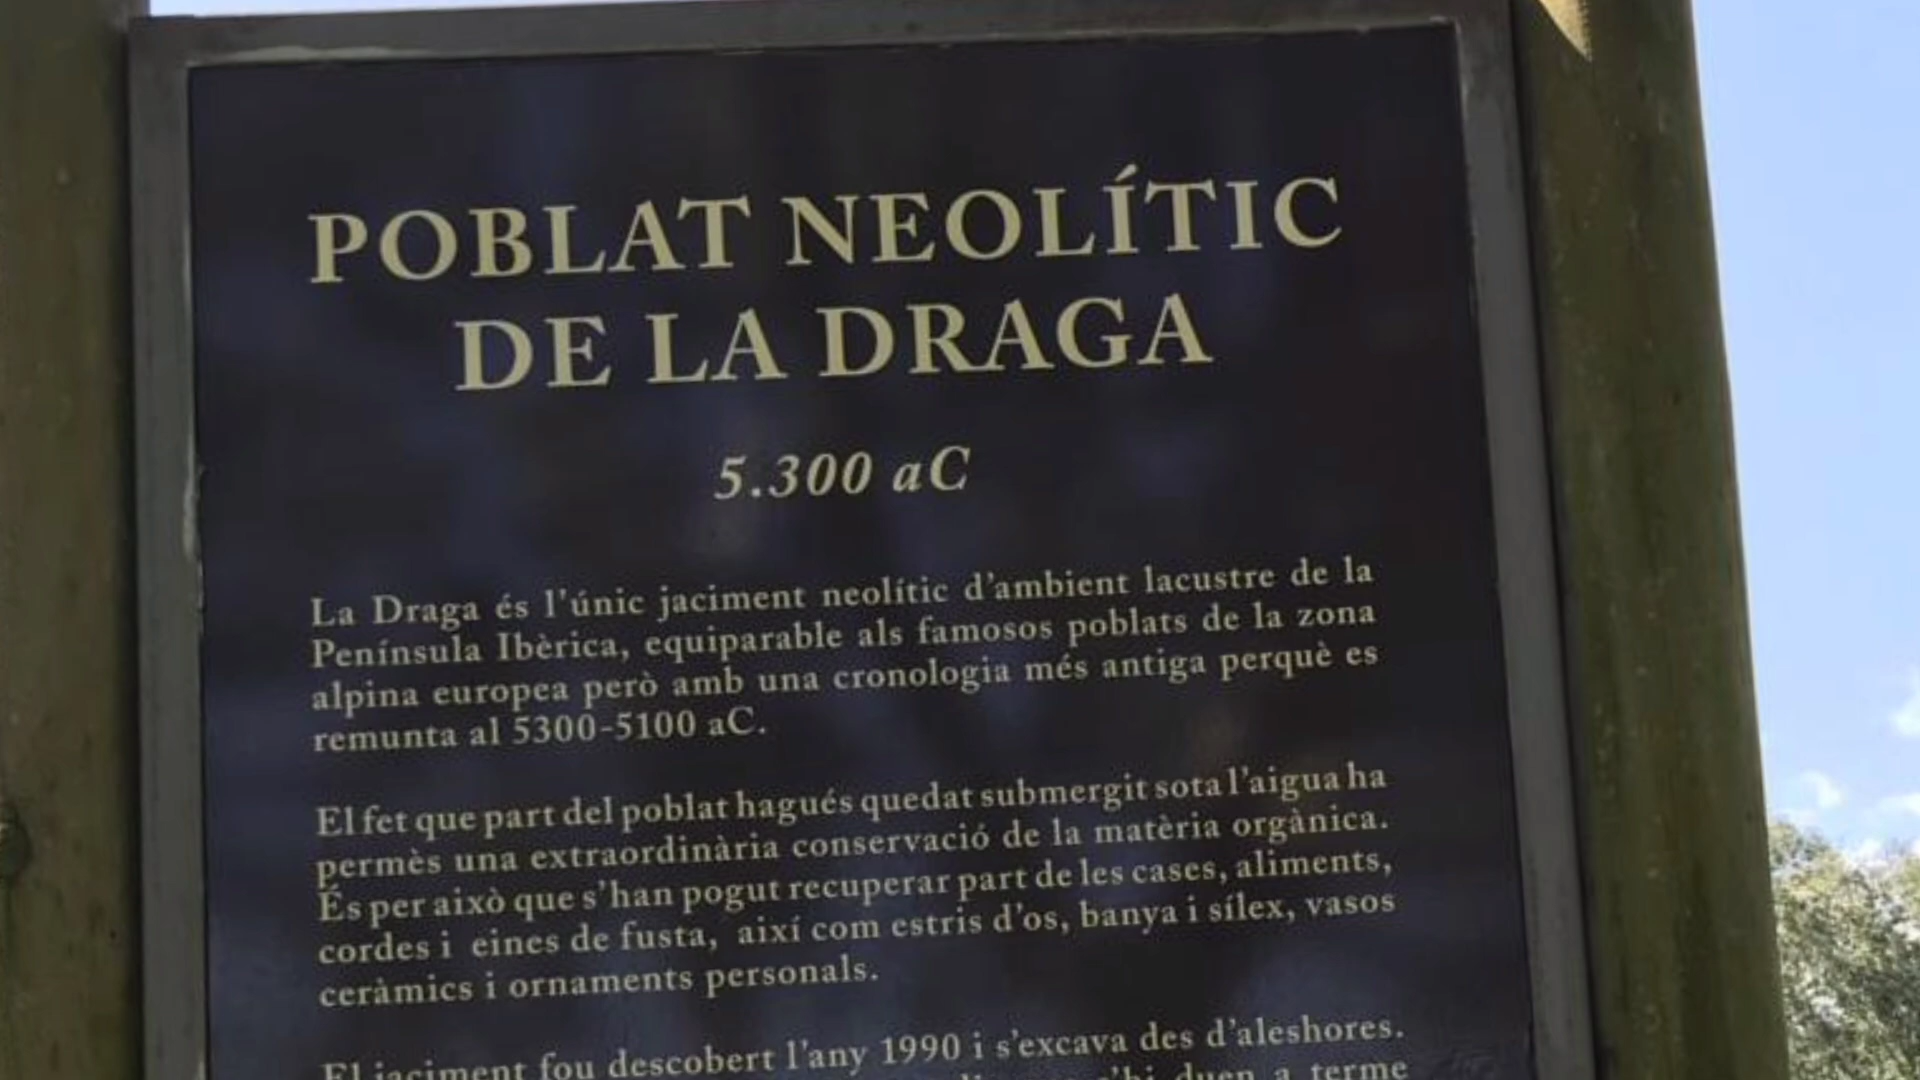 POBLAT NEOLÍTIC
DE LA DRAGA
5.300 aC
La Draga és l'únic jaciment neolític d'ambient lacustre de la
Península Ibèrica, equiparable als famosos poblats de la zona
alpina europea però amb una cronologia més antiga perquè es
remunta al 5300-5100 aC.
El fet que part del poblat hagués quedat submergit sota l'aigua ha
permès una extraordinària conservació de la matèria orgànica.
És per això que s'han pogut recuperar part de les cases, aliments,
cordes i eines de fusta, així com estris d'os, banya i sílex, vasos
ceràmics i ornaments personals.
El jaciment fou descobert l'any 1990 i s'excava des d'aleshores.
s'hi duen a terme